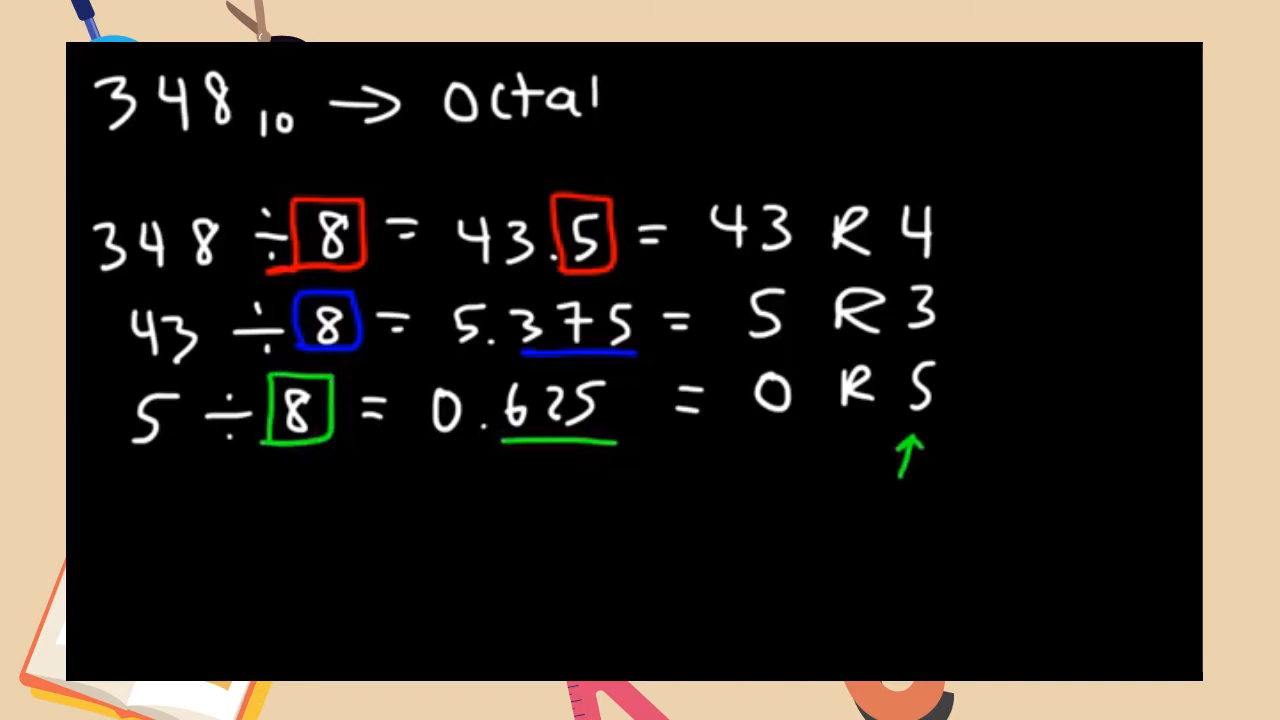 348₁₀ → Octal
348 ÷ 8 = 43.5 = 43 R 4
43 ÷ 8 = 5.375 = 5 R 3
5 ÷ 8 = 0.625 = 0 R 5